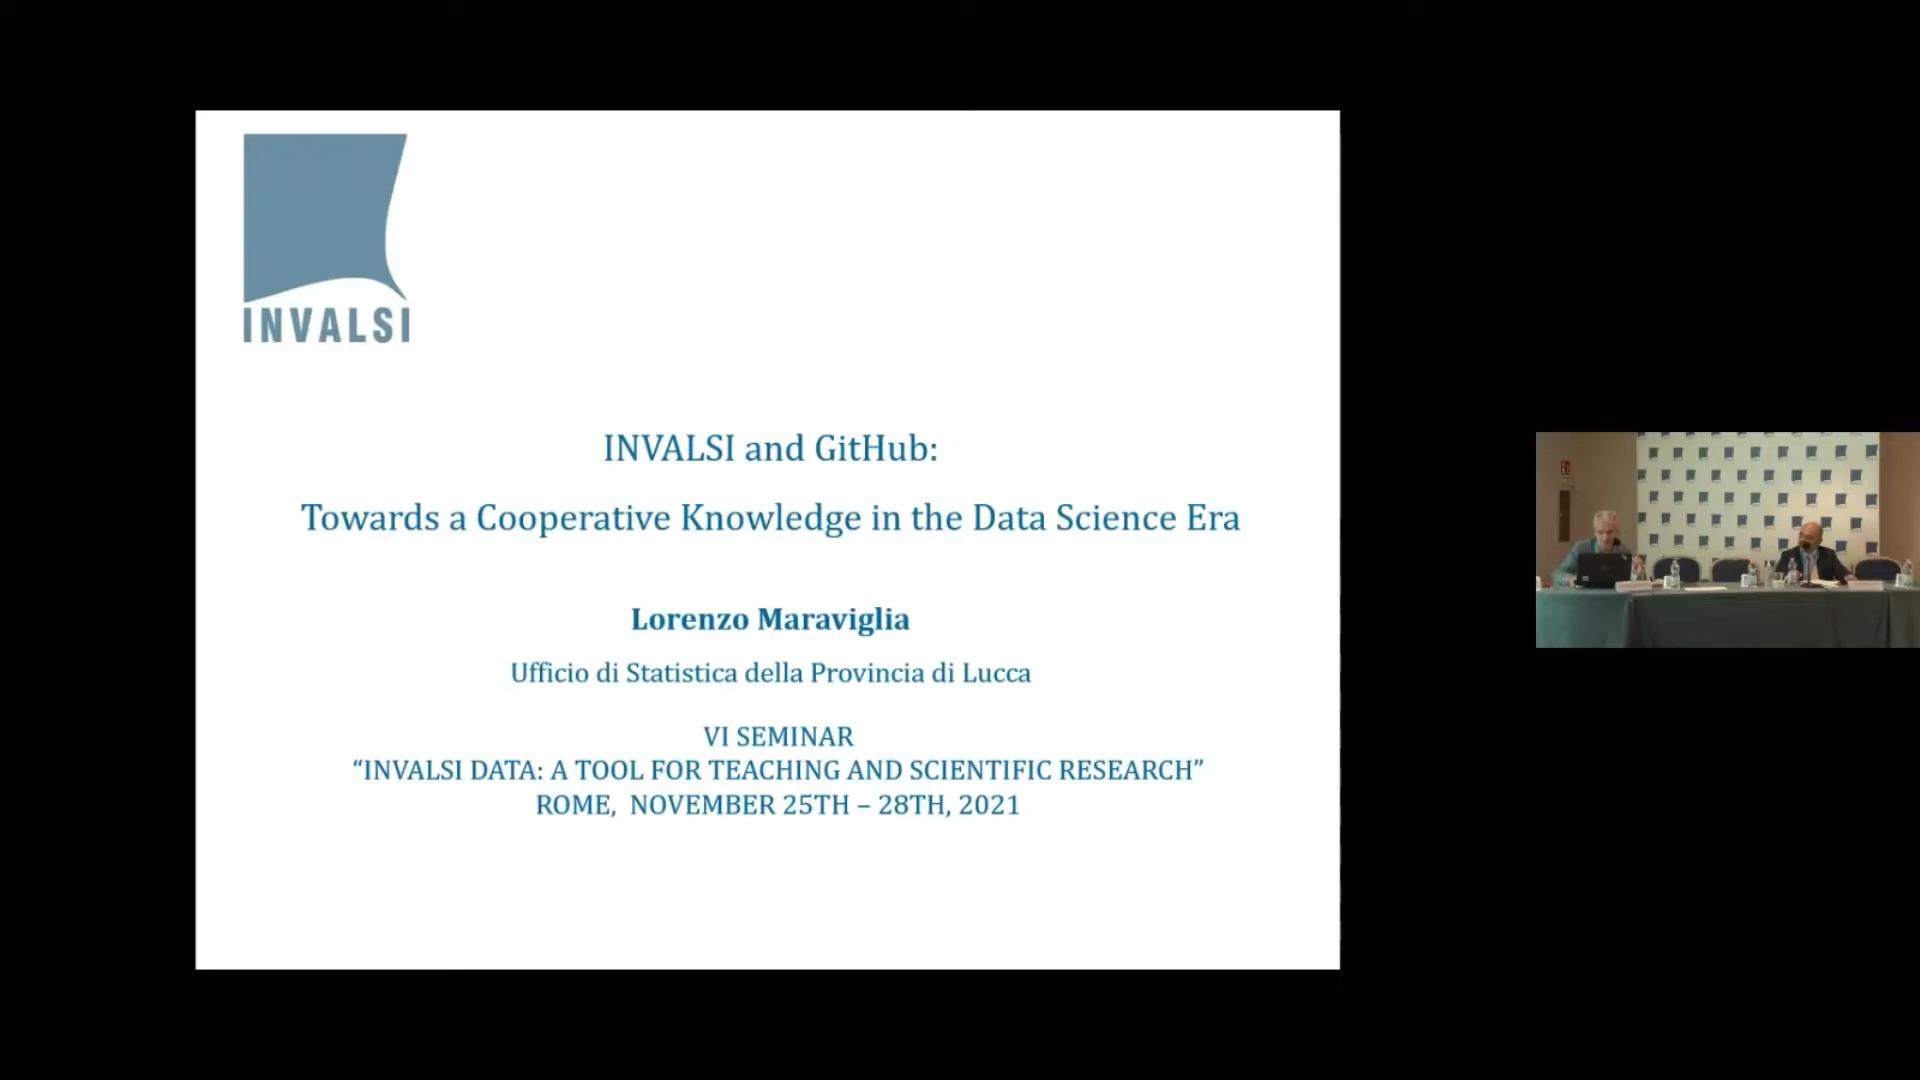 INVALSI
INVALSI and GitHub:
Towards a Cooperative Knowledge in the Data Science Era
Lorenzo Maraviglia
Ufficio di Statistica della Provincia di Lucca
VI SEMINAR
“INVALSI DATA: A TOOL FOR TEACHING AND SCIENTIFIC RESEARCH”
ROME, NOVEMBER 25TH – 28TH, 2021